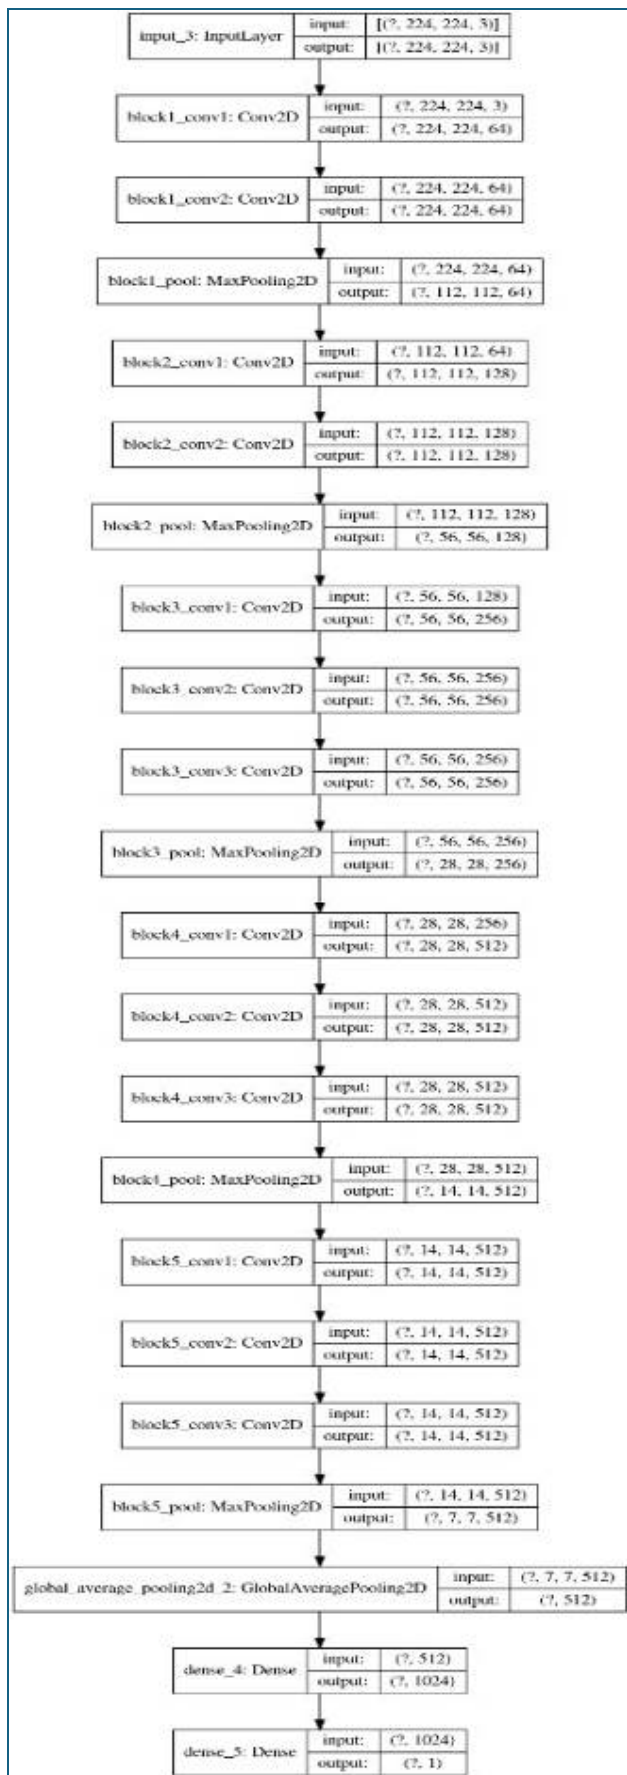 input_3: InputLayer input: [(?, 224, 224, 3)]
output: [(?, 224, 224, 3)]
block1_conv1: Conv2D input: (?, 224, 224, 3)
output: (?, 224, 224, 64)
block1_conv2: Conv2D input: (?, 224, 224, 64)
output: (?, 224, 224, 64)
block1_pool: MaxPooling2D input: (?, 224, 224, 64)
output: (?, 112, 112, 64)
block2_conv1: Conv2D input: (?, 112, 112, 64)
output: (?, 112, 112, 128)
block2_conv2: Conv2D input: (?, 112, 112, 128)
output: (?, 112, 112, 128)
block2_pool: MaxPooling2D input: (?, 112, 112, 128)
output: (?, 56, 56, 128)
block3_conv1: Conv2D input: (?, 56, 56, 128)
output: (?, 56, 56, 256)
block3_conv2: Conv2D input: (?, 56, 56, 256)
output: (?, 56, 56, 256)
block3_conv3: Conv2D input: (?, 56, 56, 256)
output: (?, 56, 56, 256)
block3_pool: MaxPooling2D input: (?, 56, 56, 256)
output: (?, 28, 28, 256)
block4_conv1: Conv2D input: (?, 28, 28, 256)
output: (?, 28, 28, 512)
block4_conv2: Conv2D input: (?, 28, 28, 512)
output: (?, 28, 28, 512)
block4_conv3: Conv2D input: (?, 28, 28, 512)
output: (?, 28, 28, 512)
block4_pool: MaxPooling2D input: (?, 28, 28, 512)
output: (?, 14, 14, 512)
block5_conv1: Conv2D input: (?, 14, 14, 512)
output: (?, 14, 14, 512)
block5_conv2: Conv2D input: (?, 14, 14, 512)
output: (?, 14, 14, 512)
block5_conv3: Conv2D input: (?, 14, 14, 512)
output: (?, 14, 14, 512)
block5_pool: MaxPooling2D input: (?, 14, 14, 512)
output: (?, 7, 7, 512)
global_average_pooling2d_2: GlobalAveragePooling2D input: (?, 7, 7, 512)
output: (?, 512)
dense_4: Dense input: (?, 512)
output: (?, 1024)
dense_5: Dense input: (?, 1024)
output: (?, 1)